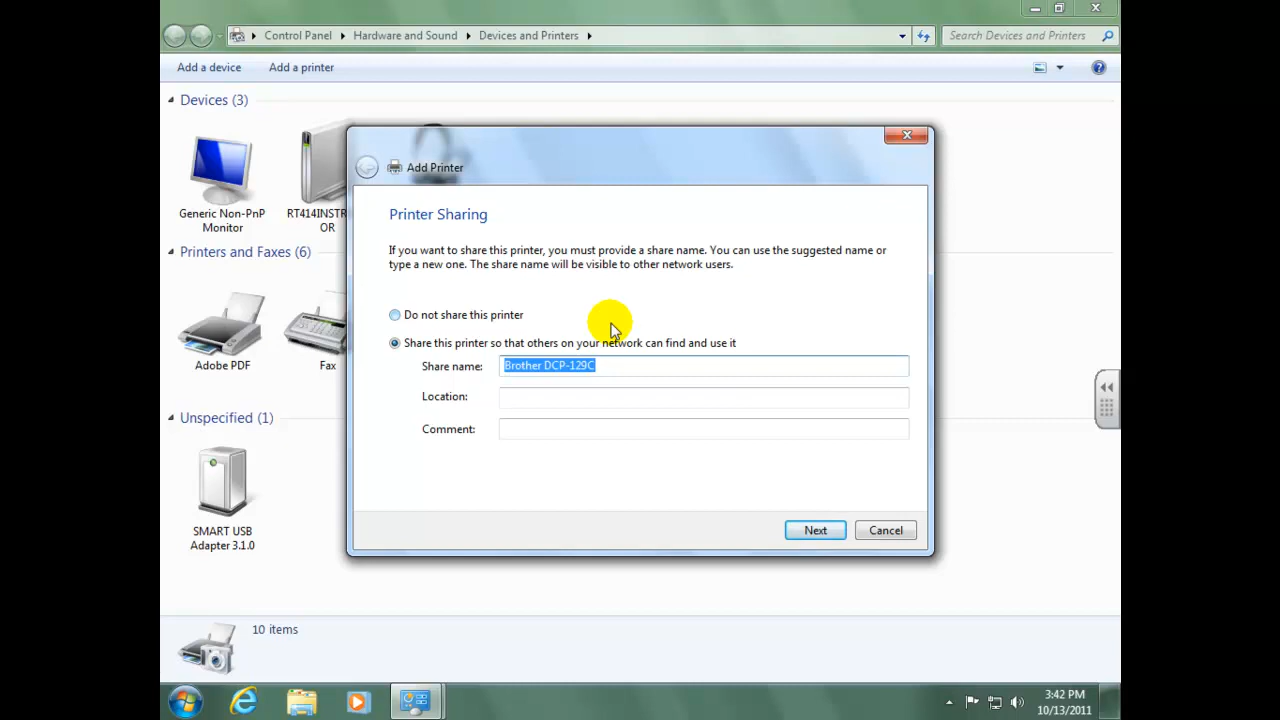 Control Panel
Hardware and Sound
Devices and Printers
Search Devices and Printers
Add a device
Add a printer
Devices (3)
Generic Non-PnP
Monitor
RT414INSTR
OR
Printers and Faxes (6)
Adobe PDF
Fax
Unspecified (1)
SMART USB
Adapter 3.1.0
Add Printer
Printer Sharing
If you want to share this printer, you must provide a share name. You can use the suggested name or
type a new one. The share name will be visible to other network users.
Do not share this printer
Share this printer so that others on your network can find and use it
Share name:
Brother DCP-129C
Location:
Comment:
Next
Cancel
10 items
3:42 PM
10/13/2011